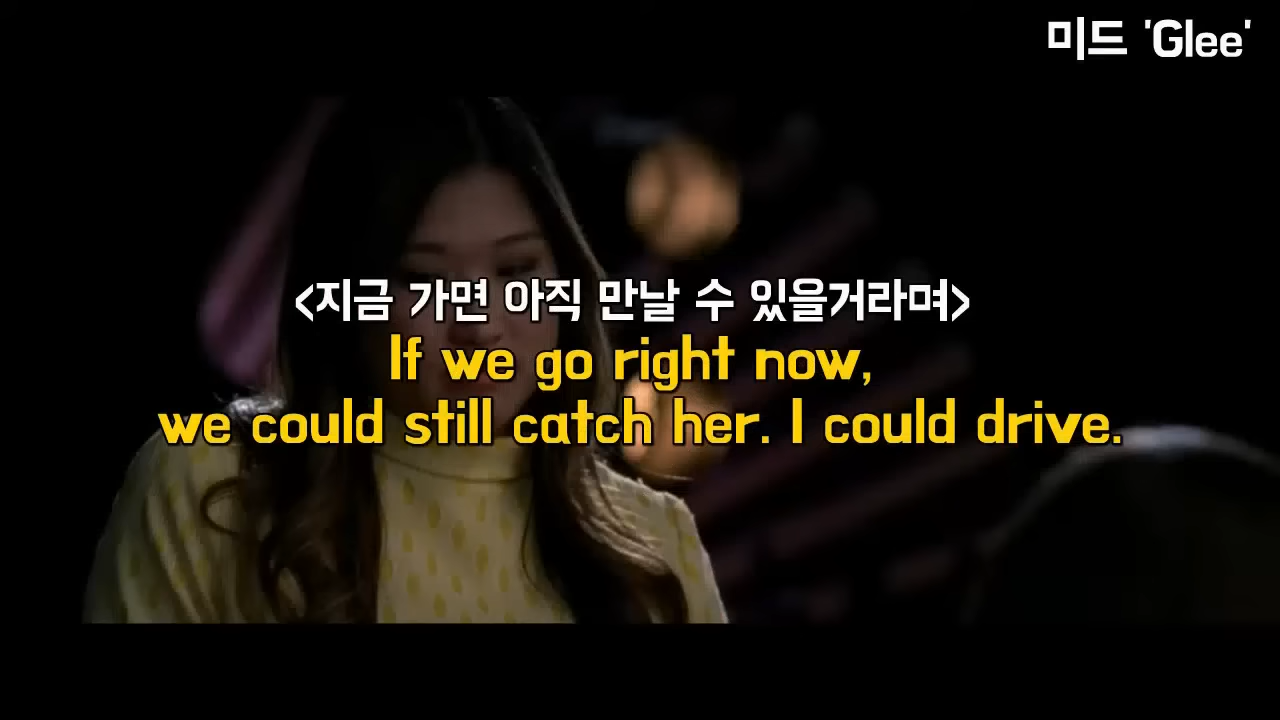 미드 'Glee'
<지금 가면 아직 만날 수 있을거라며>
If we go right now,
we could still catch her. I could drive.